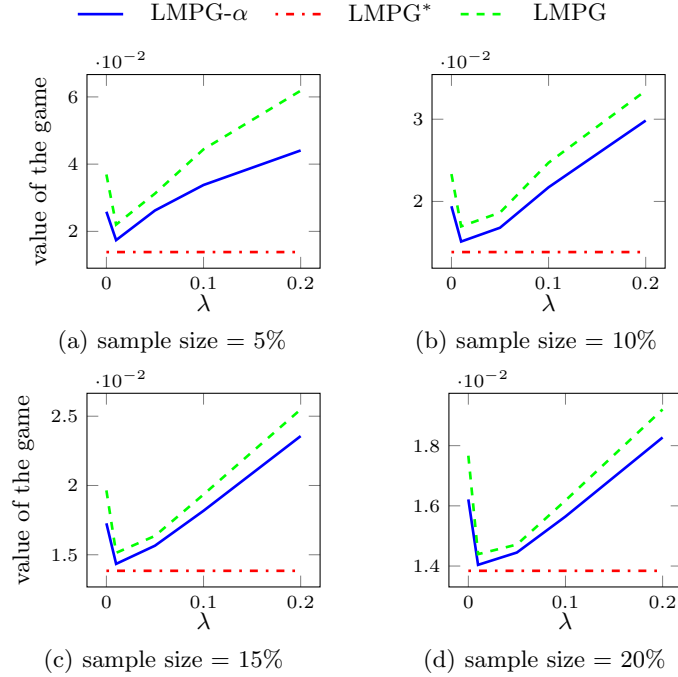 LMPG-α LMPG* LMPG
·10⁻² ·10⁻²
value of the game
6
4
2
0 0.1 0.2
λ
3
2
0 0.1 0.2
λ
(a) sample size = 5% (b) sample size = 10%
·10⁻² ·10⁻²
value of the game
2.5
2
1.5
0 0.1 0.2
λ
1.8
1.6
1.4
0 0.1 0.2
λ
(c) sample size = 15% (d) sample size = 20%